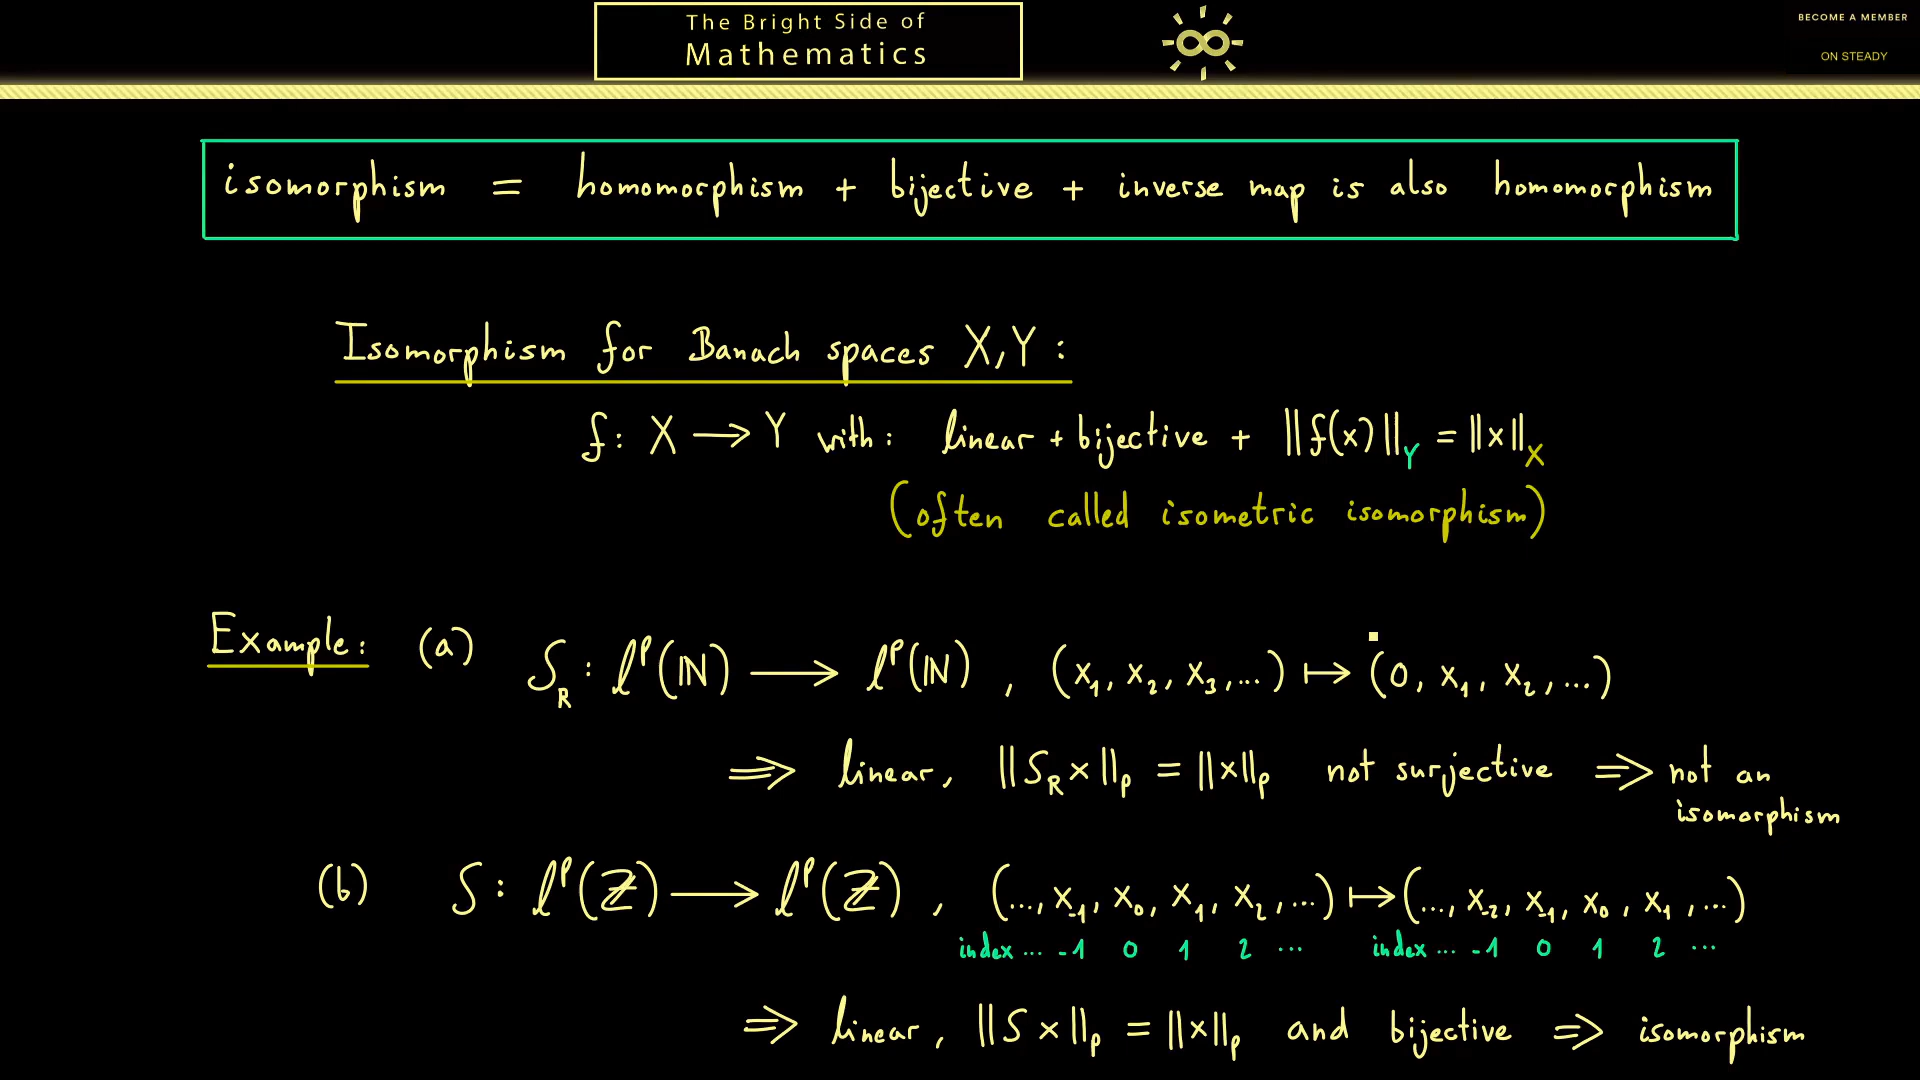 The Bright Side of
Mathematics
BECOME A MEMBER
ON STEADY
isomorphism = homomorphism + bijective + inverse map is also homomorphism
Isomorphism for Banach spaces X, Y :
f: X ⟶ Y with: linear + bijective + ||f(x)||_Y = ||x||_X
(often called isometric isomorphism)
Example: (a) S_R : l^p(ℕ) ⟶ l^p(ℕ) , (x_1, x_2, x_3, ...) ↦ (0, x_1, x_2, ...)
⟹ linear, ||S_R x||_p = ||x||_p not surjective ⟹ not an
isomorphism
(b) S : l^p(ℤ) ⟶ l^p(ℤ) , (..., x_-1, x_0, x_1, x_2, ...) ↦ (..., x_-2, x_-1, x_0, x_1, ...)
index ... -1 0 1 2 ... index ... -1 0 1 2 ...
⟹ linear, ||S x||_p = ||x||_p and bijective ⟹ isomorphism